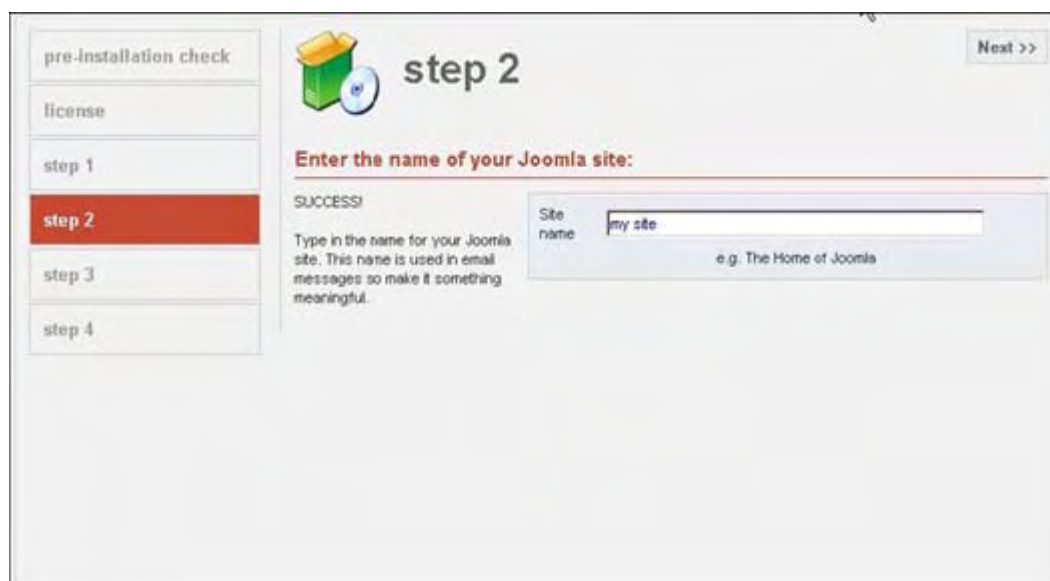 pre-installation check
license
step 1
step 2
step 3
step 4
step 2
Next >>
Enter the name of your Joomla site:
SUCCESS!
Type in the name for your Joomla
site. This name is used in email
messages so make it something
meaningful.
Site
name
my site
e.g. The Home of Joomla